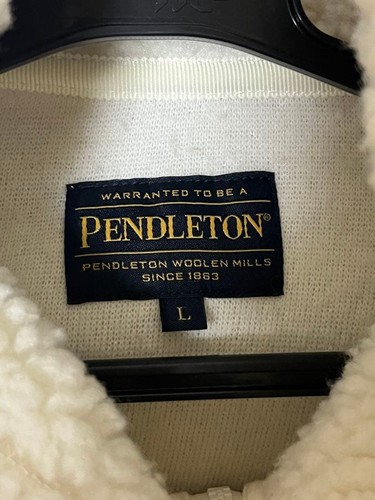 WARRANTED TO BE A
PENDLETON®
PENDLETON WOOLEN MILLS
SINCE 1863
L